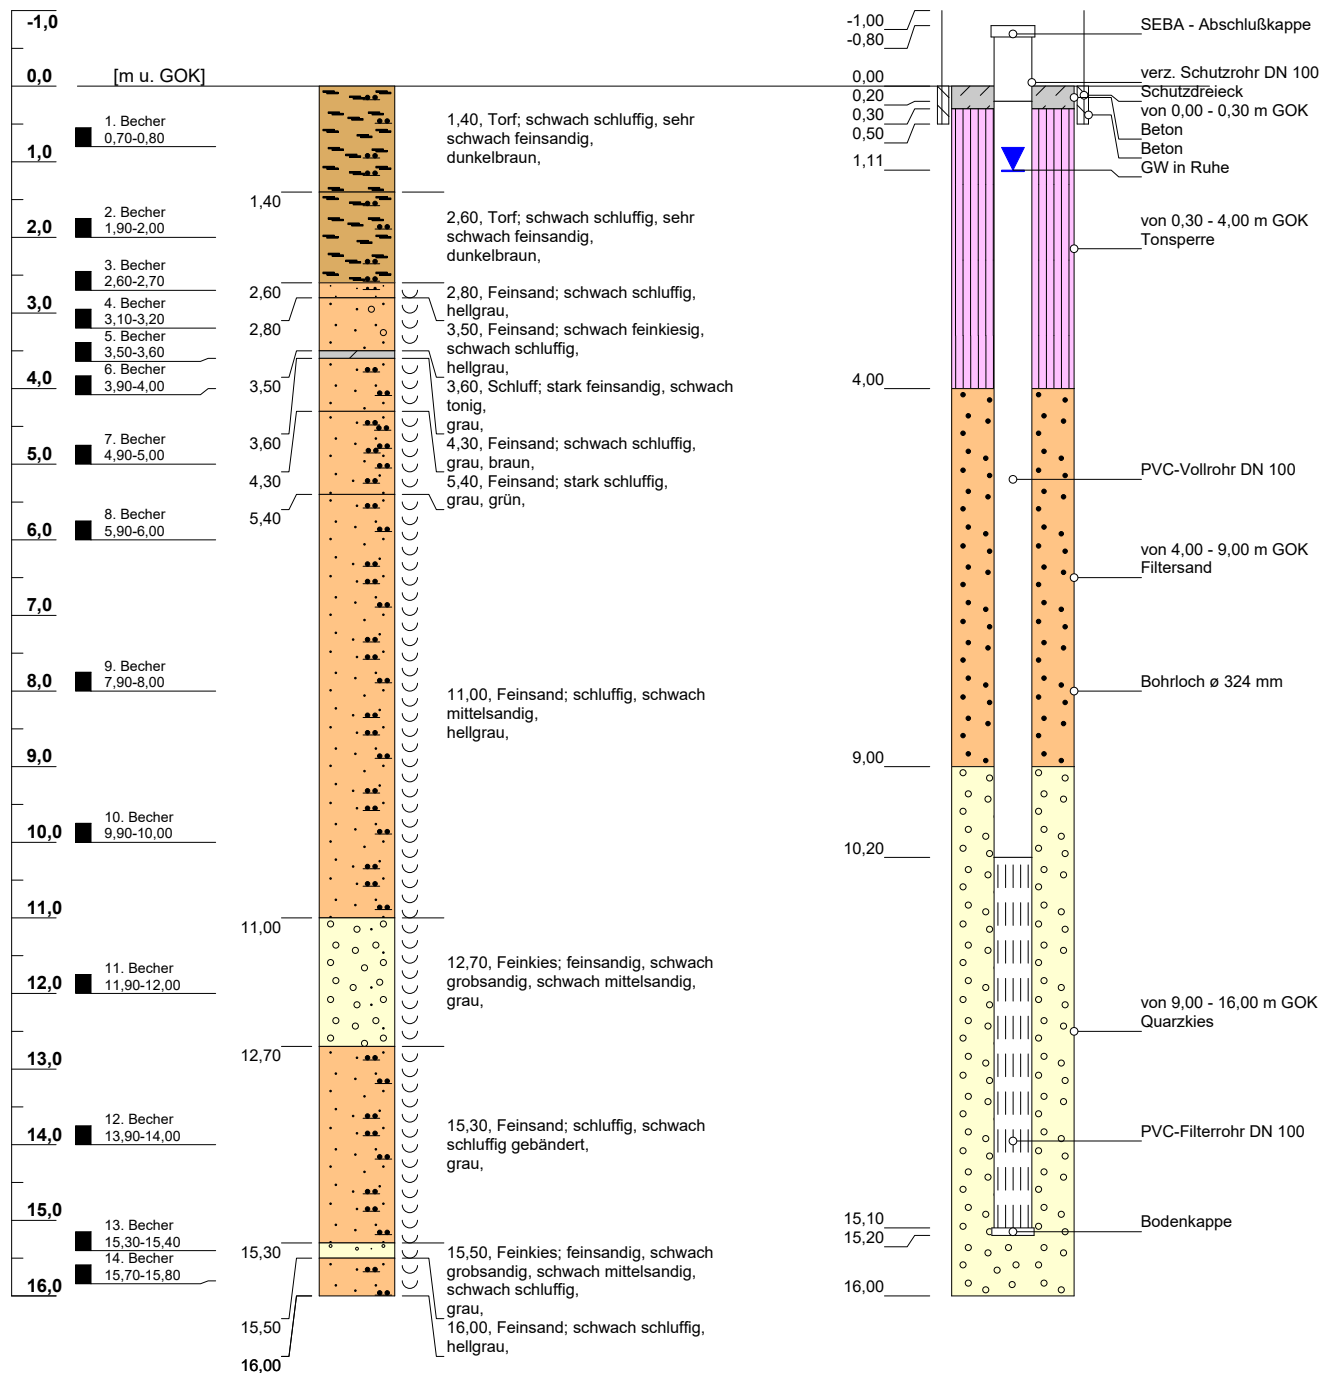 -1,0
0,0
1,0
2,0
3,0
4,0
5,0
6,0
7,0
8,0
9,0
10,0
11,0
12,0
13,0
14,0
15,0
16,0
[m u. GOK]
1. Becher
0,70-0,80
2. Becher
1,90-2,00
3. Becher
2,60-2,70
4. Becher
3,10-3,20
5. Becher
3,50-3,60
6. Becher
3,90-4,00
7. Becher
4,90-5,00
8. Becher
5,90-6,00
9. Becher
7,90-8,00
10. Becher
9,90-10,00
11. Becher
11,90-12,00
12. Becher
13,90-14,00
13. Becher
15,30-15,40
14. Becher
15,70-15,80
1,40
2,60
2,80
3,50
3,60
4,30
5,40
11,00
12,70
15,30
15,50
16,00
1,40, Torf; schwach schluffig, sehr
schwach feinsandig,
dunkelbraun,
2,60, Torf; schwach schluffig, sehr
schwach feinsandig,
dunkelbraun,
2,80, Feinsand; schwach schluffig,
hellgrau,
3,50, Feinsand; schwach feinkiesig,
schwach schluffig,
hellgrau,
3,60, Schluff; stark feinsandig, schwach
tonig,
grau,
4,30, Feinsand; schwach schluffig,
grau, braun,
5,40, Feinsand; stark schluffig,
grau, grün,
11,00, Feinsand; schluffig, schwach
mittelsandig,
hellgrau,
12,70, Feinkies; feinsandig, schwach
grobsandig, schwach mittelsandig,
grau,
15,30, Feinsand; schluffig, schwach
schluffig gebändert,
grau,
15,50, Feinkies; feinsandig, schwach
grobsandig, schwach mittelsandig,
schwach schluffig,
grau,
16,00, Feinsand; schwach schluffig,
hellgrau,
-1,00
-0,80
0,00
0,20
0,30
0,50
1,11
4,00
9,00
10,20
15,10
15,20
16,00
SEBA - Abschlußkappe
verz. Schutzrohr DN 100
Schutzdreieck
von 0,00 - 0,30 m GOK
Beton
Beton
GW in Ruhe
von 0,30 - 4,00 m GOK
Tonsperre
PVC-Vollrohr DN 100
von 4,00 - 9,00 m GOK
Filtersand
Bohrloch ø 324 mm
von 9,00 - 16,00 m GOK
Quarzkies
PVC-Filterrohr DN 100
Bodenkappe